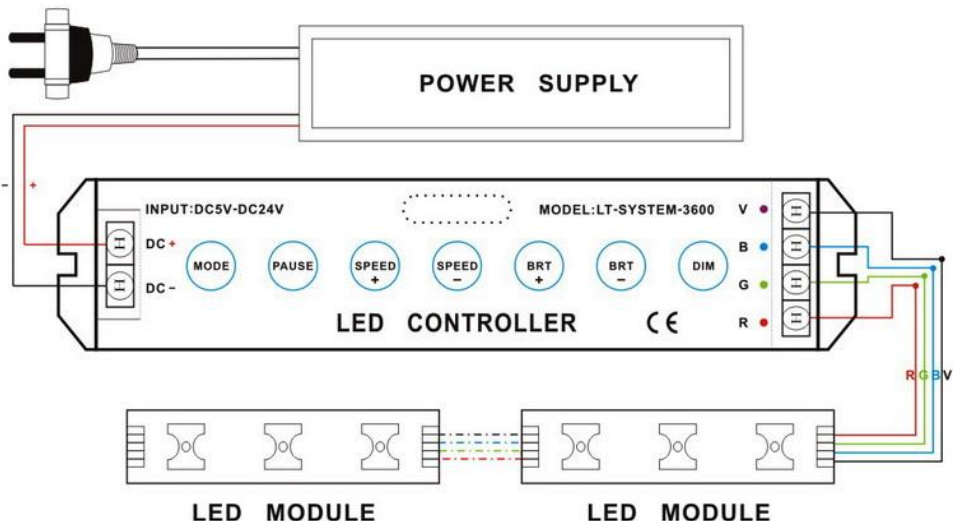 POWER SUPPLY
- +
INPUT:DC5V-DC24V
MODEL:LT-SYSTEM-3600
V
DC +
B
MODE
PAUSE
SPEED +
SPEED -
BRT +
BRT -
DIM
DC -
G
LED CONTROLLER
CE
R
R G B V
LED MODULE
LED MODULE